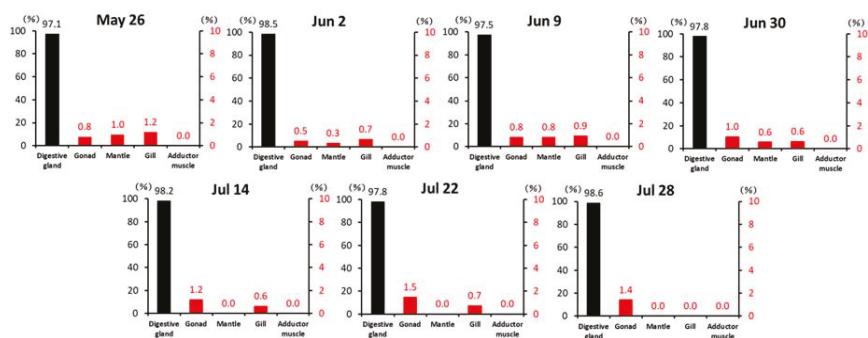 May 26
(%) 97.1 (%)
100 10
80 8
60 6
40 4
20 2
0 0
0.8 1.0 1.2 0.0
Digestive gland Gonad Mantle Gill Adductor muscle
Jun 2
(%) 98.5 (%)
100 10
80 8
60 6
40 4
20 2
0 0
0.5 0.3 0.7 0.0
Digestive gland Gonad Mantle Gill Adductor muscle
Jun 9
(%) 97.5 (%)
100 10
80 8
60 6
40 4
20 2
0 0
0.8 0.8 0.9 0.0
Digestive gland Gonad Mantle Gill Adductor muscle
Jun 30
(%) 97.8 (%)
100 10
80 8
60 6
40 4
20 2
0 0
1.0 0.6 0.6 0.0
Digestive gland Gonad Mantle Gill Adductor muscle
Jul 14
(%) 98.2 (%)
100 10
80 8
60 6
40 4
20 2
0 0
1.2 0.0 0.6 0.0
Digestive gland Gonad Mantle Gill Adductor muscle
Jul 22
(%) 97.8 (%)
100 10
80 8
60 6
40 4
20 2
0 0
1.5 0.0 0.7 0.0
Digestive gland Gonad Mantle Gill Adductor muscle
Jul 28
(%) 98.6 (%)
100 10
80 8
60 6
40 4
20 2
0 0
1.4 0.0 0.0 0.0
Digestive gland Gonad Mantle Gill Adductor muscle